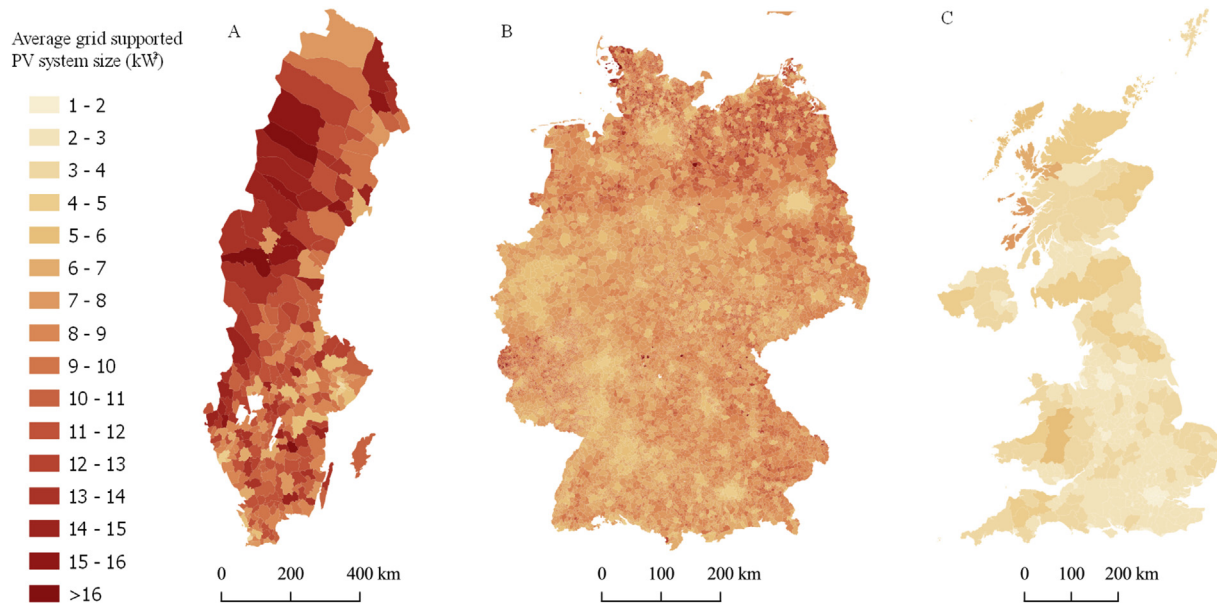 Average grid supported
PV system size (kW²)
1 - 2
2 - 3
3 - 4
4 - 5
5 - 6
6 - 7
7 - 8
8 - 9
9 - 10
10 - 11
11 - 12
12 - 13
13 - 14
14 - 15
15 - 16
>16
A
B
C
0 200 400 km
0 100 200 km
0 100 200 km